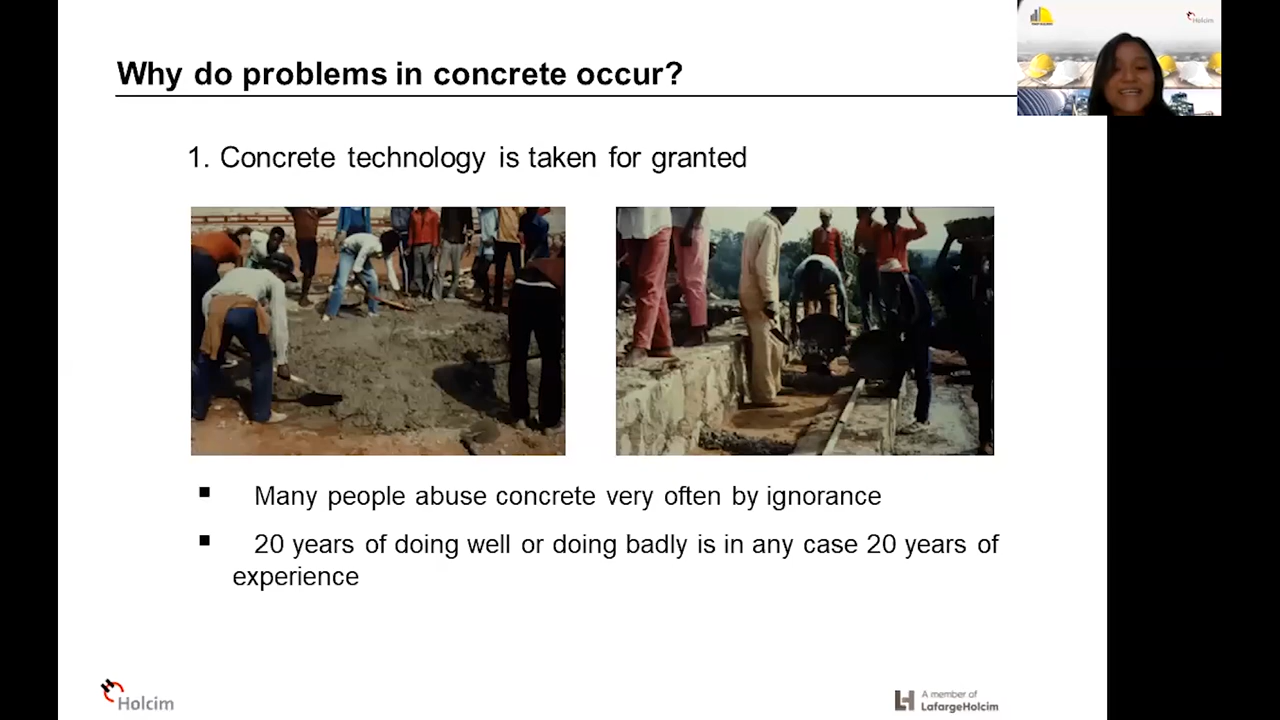 Why do problems in concrete occur?
Holcim
1. Concrete technology is taken for granted
■ Many people abuse concrete very often by ignorance
■ 20 years of doing well or doing badly is in any case 20 years of
experience
Holcim
A member of
LafargeHolcim